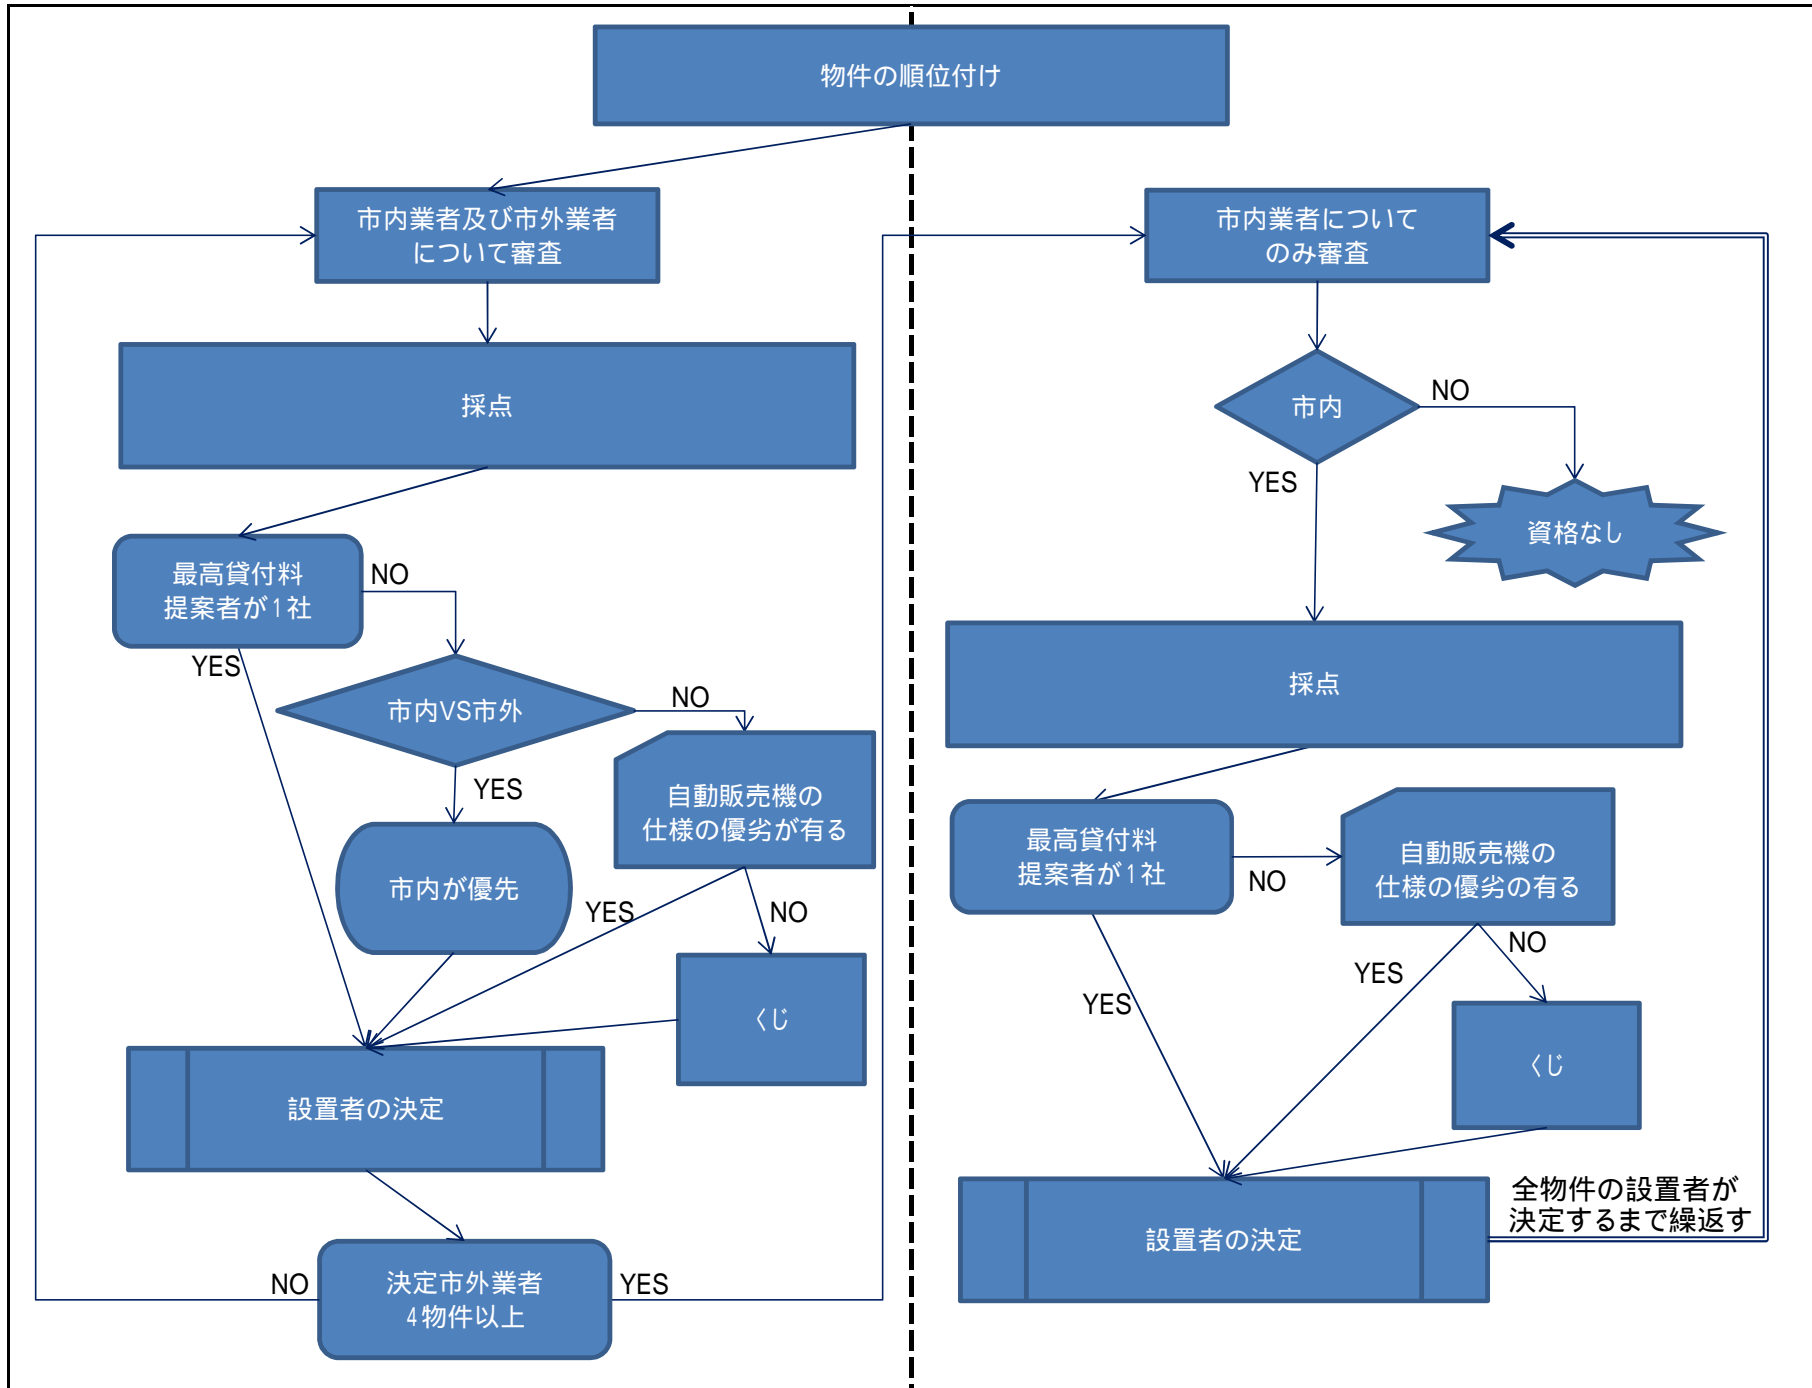 物件の順位付け
市内業者及び市外業者
について審査
採点
最高貸付料
提案者が1社
NO
YES
市内VS市外
NO
YES
自動販売機の
仕様の優劣が有る
市内が優先
YES
NO
くじ
設置者の決定
NO
決定市外業者
4物件以上
YES
市内業者について
のみ審査
市内
NO
YES
資格なし
採点
最高貸付料
提案者が1社
NO
自動販売機の
仕様の優劣の有る
YES
YES
NO
くじ
設置者の決定
全物件の設置者が
決定するまで繰返す